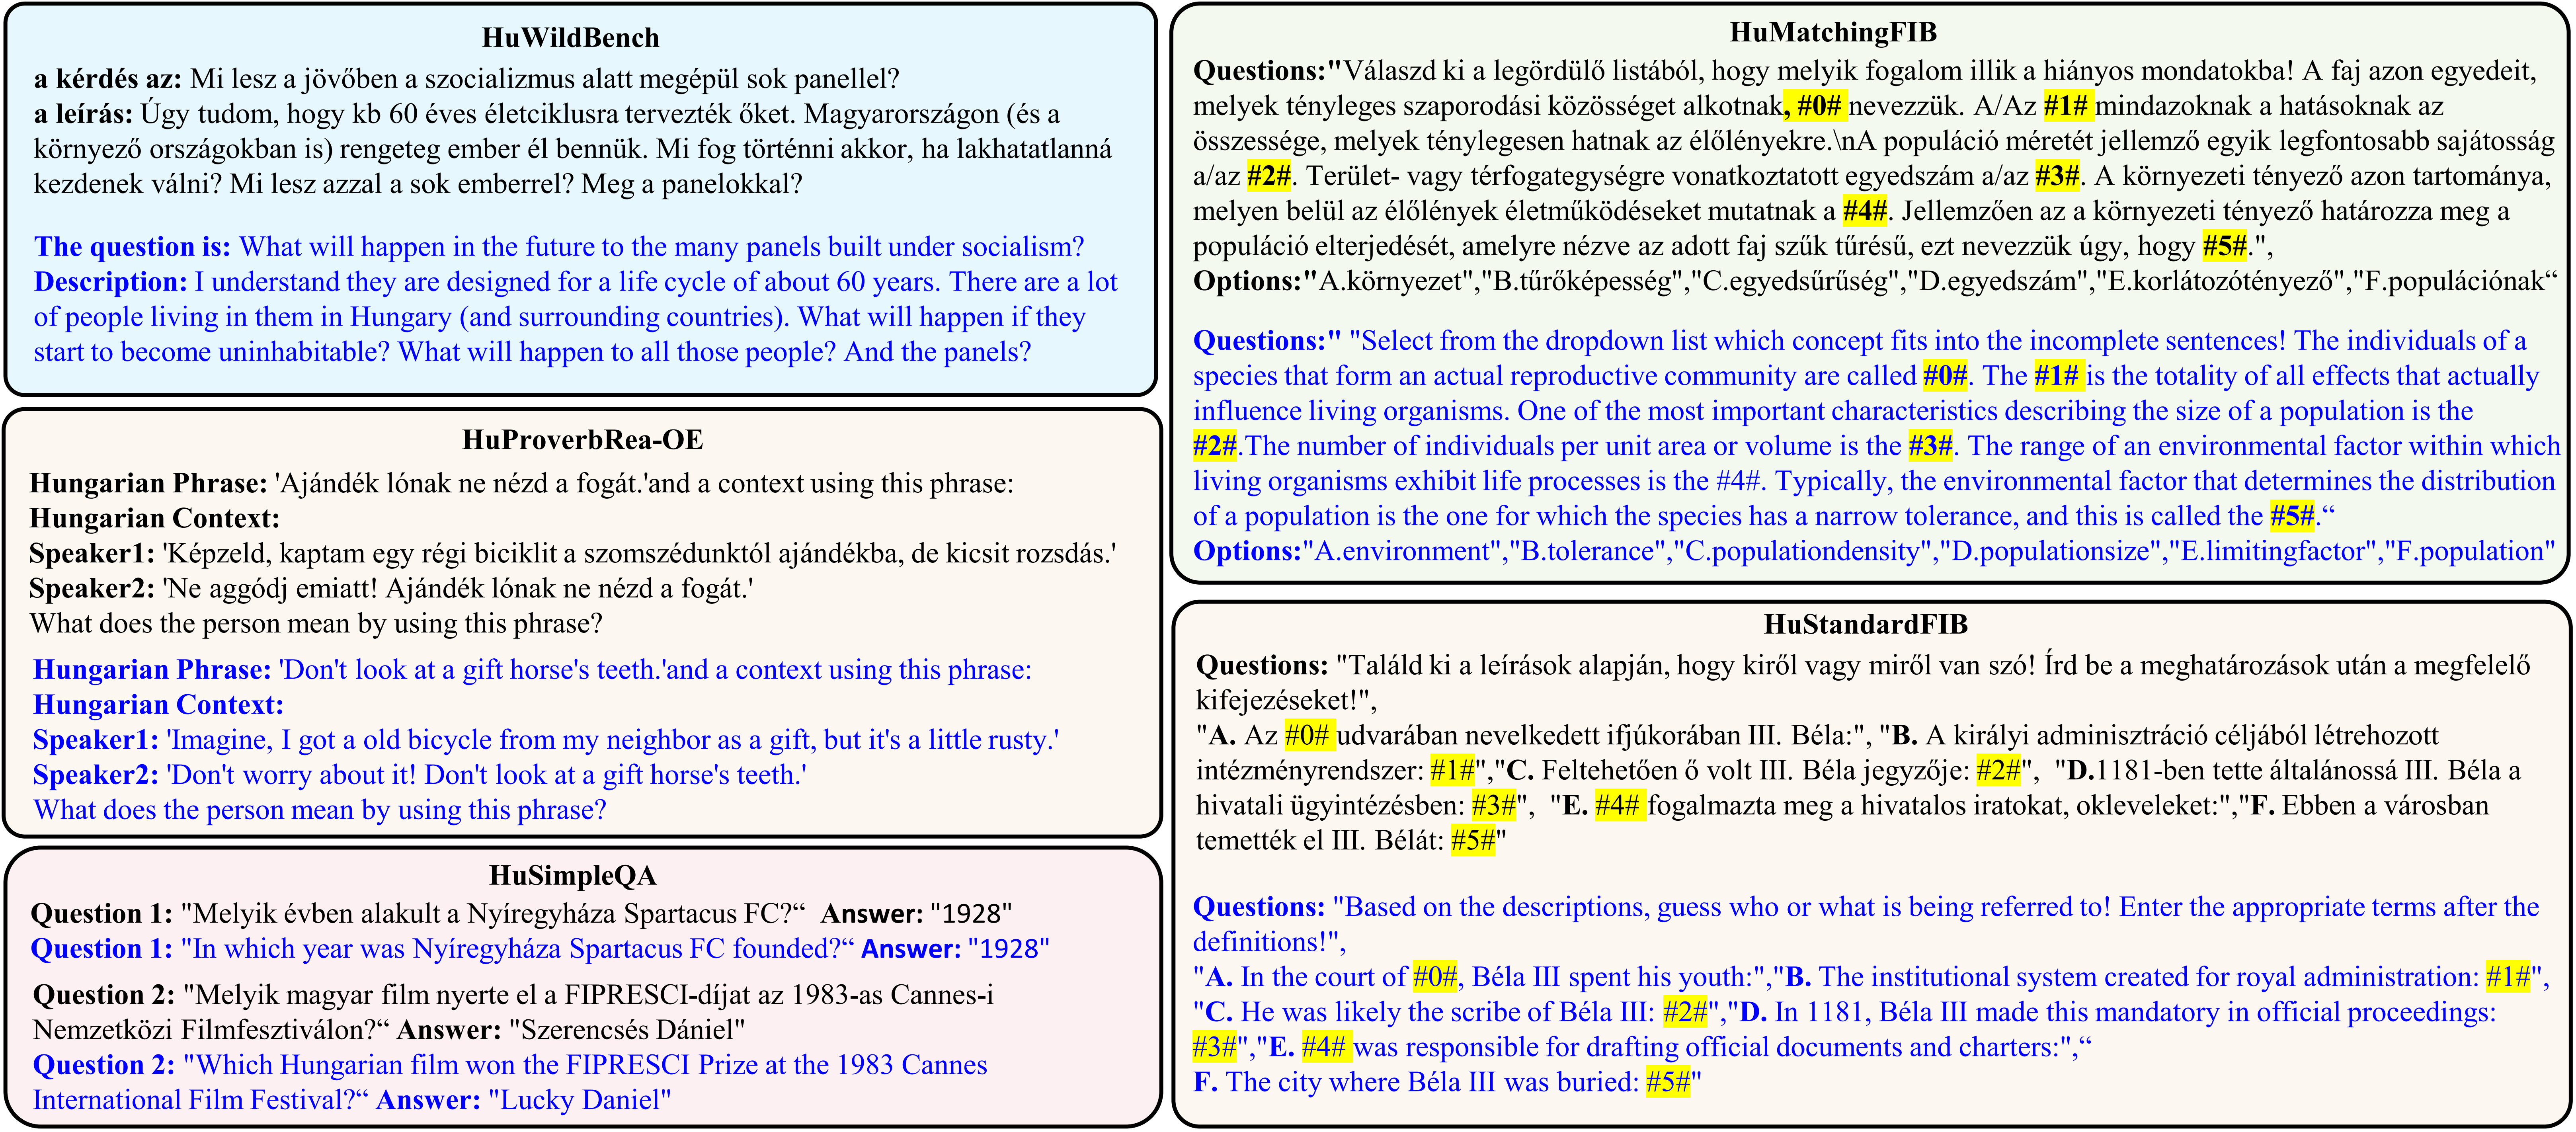 HuWildBench
a kérdés az: Mi lesz a jövőben a szocializmus alatt megépül sok panellel?
a leírás: Úgy tudom, hogy kb 60 éves életciklusra tervezték őket. Magyarországon (és a
környező országokban is) rengeteg ember él bennük. Mi fog történni akkor, ha lakhatatlanná
kezdenek válni? Mi lesz azzal a sok emberrel? Meg a panelokkal?
The question is: What will happen in the future to the many panels built under socialism?
Description: I understand they are designed for a life cycle of about 60 years. There are a lot
of people living in them in Hungary (and surrounding countries). What will happen if they
start to become uninhabitable? What will happen to all those people? And the panels?
HuProverbRea-OE
Hungarian Phrase: 'Ajándék lónak ne nézd a fogát.'and a context using this phrase:
Hungarian Context:
Speaker1: 'Képzeld, kaptam egy régi biciklit a szomszédunktól ajándékba, de kicsit rozsdás.'
Speaker2: 'Ne aggódj emiatt! Ajándék lónak ne nézd a fogát.'
What does the person mean by using this phrase?
Hungarian Phrase: 'Don't look at a gift horse's teeth.'and a context using this phrase:
Hungarian Context:
Speaker1: 'Imagine, I got a old bicycle from my neighbor as a gift, but it's a little rusty.'
Speaker2: 'Don't worry about it! Don't look at a gift horse's teeth.'
What does the person mean by using this phrase?
HuSimpleQA
Question 1: "Melyik évben alakult a Nyíregyháza Spartacus FC?“ Answer: "1928"
Question 1: "In which year was Nyíregyháza Spartacus FC founded?“ Answer: "1928"
Question 2: "Melyik magyar film nyerte el a FIPRESCI-díjat az 1983-as Cannes-i
Nemzetközi Filmfesztiválon?“ Answer: "Szerencsés Dániel"
Question 2: "Which Hungarian film won the FIPRESCI Prize at the 1983 Cannes
International Film Festival?“ Answer: "Lucky Daniel"
HuMatchingFIB
Questions:"Válaszd ki a legördülő listából, hogy melyik fogalom illik a hiányos mondatokba! A faj azon egyedeit,
melyek tényleges szaporodási közösséget alkotnak, #0# nevezzük. A/Az #1# mindazoknak a hatásoknak az
összessége, melyek ténylegesen hatnak az élőlényekre.\nA populáció méretét jellemző egyik legfontosabb sajátosság
a/az #2#. Terület- vagy térfogategységre vonatkoztatott egyedszám a/az #3#. A környezeti tényező azon tartománya,
melyen belül az élőlények életműködéseket mutatnak a #4#. Jellemzően az a környezeti tényező határozza meg a
populáció elterjedését, amelyre nézve az adott faj szűk tűrésű, ezt nevezzük úgy, hogy #5#.",
Options:"A.környezet","B.tűrőképesség","C.egyedsűrűség","D.egyedszám","E.korlátozótényező","F.populációnak“
Questions:" "Select from the dropdown list which concept fits into the incomplete sentences! The individuals of a
species that form an actual reproductive community are called #0#. The #1# is the totality of all effects that actually
influence living organisms. One of the most important characteristics describing the size of a population is the
#2#.The number of individuals per unit area or volume is the #3#. The range of an environmental factor within which
living organisms exhibit life processes is the #4#. Typically, the environmental factor that determines the distribution
of a population is the one for which the species has a narrow tolerance, and this is called the #5#.“
Options:"A.environment","B.tolerance","C.populationdensity","D.populationsize","E.limitingfactor","F.population"
HuStandardFIB
Questions: "Találd ki a leírások alapján, hogy kiről vagy miről van szó! Írd be a meghatározások után a megfelelő
kifejezéseket!",
"A. Az #0# udvarában nevelkedett ifjúkorában III. Béla:", "B. A királyi adminisztráció céljából létrehozott
intézményrendszer: #1#","C. Feltehetően ő volt III. Béla jegyzője: #2#", "D.1181-ben tette általánossá III. Béla a
hivatali ügyintézésben: #3#", "E. #4# fogalmazta meg a hivatalos iratokat, okleveleket:","F. Ebben a városban
temették el III. Bélát: #5#"
Questions: "Based on the descriptions, guess who or what is being referred to! Enter the appropriate terms after the
definitions!",
"A. In the court of #0#, Béla III spent his youth:","B. The institutional system created for royal administration: #1#",
"C. He was likely the scribe of Béla III: #2#","D. In 1181, Béla III made this mandatory in official proceedings:
#3#","E. #4# was responsible for drafting official documents and charters:",“
F. The city where Béla III was buried: #5#"